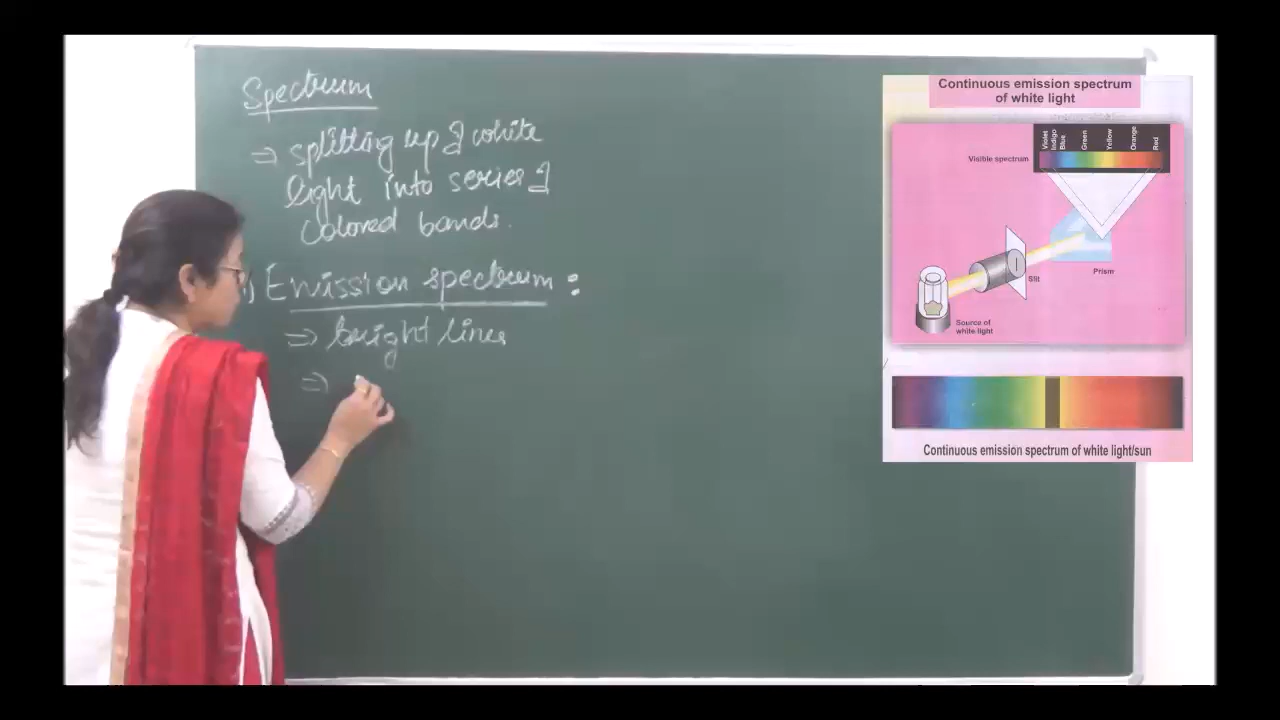 Spectrum
⇒ splitting up of white
light into series of
colored bands.
1) Emission spectrum :
⇒ bright lines
⇒
Continuous emission spectrum
of white light
Violet
Indigo
Blue
Green
Yellow
Orange
Red
Visible spectrum
Slit
Prism
Source of
white light
Continuous emission spectrum of white light/sun